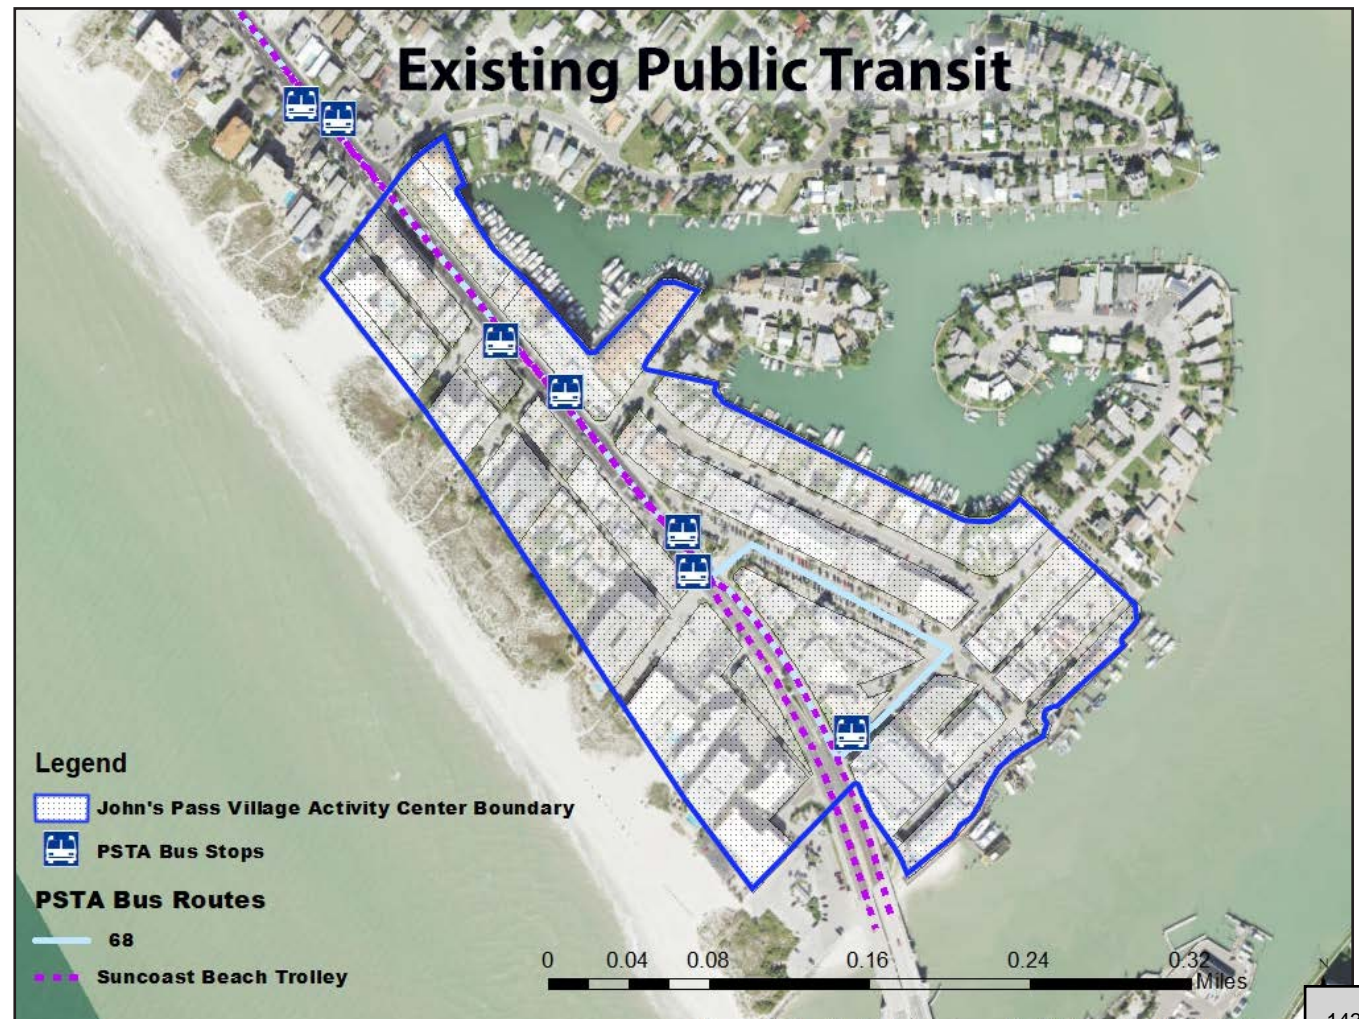 Existing Public Transit
Legend
John's Pass Village Activity Center Boundary
PSTA Bus Stops
PSTA Bus Routes
68
Suncoast Beach Trolley
0 0.04 0.08 0.16 0.24 0.32
Miles
N